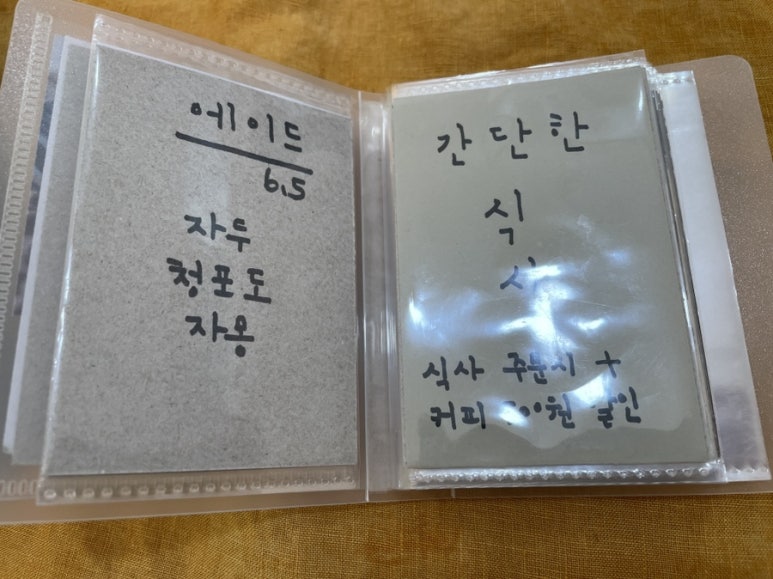 에이드
6.5
자두
청포도
자몽
간단한
식
사
식사 주문시 +
커피 원 할인